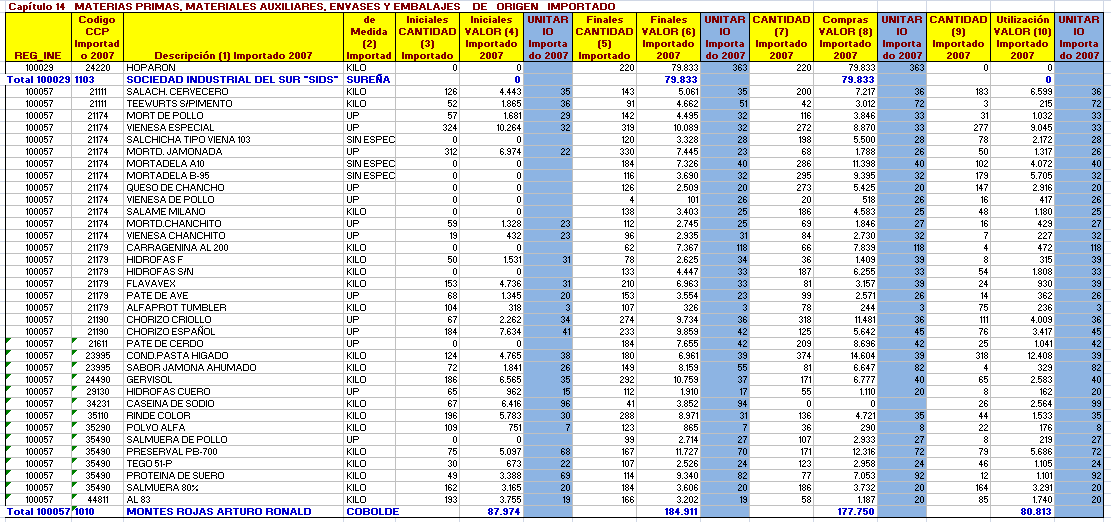 Capítulo 14 MATERIAS PRIMAS, MATERIALES AUXILIARES, ENVASES Y EMBALAJES DE ORIGEN IMPORTADO
REG_INE Codigo CCP Importad o 2007 Descripción (1) Importado 2007 de Medida (2) Importad Iniciales CANTIDAD (3) Importado Iniciales VALOR (4) Importado 2007 UNITAR IO Importa do 2007 Finales CANTIDAD (5) Importado Finales VALOR (6) Importado 2007 UNITAR IO Importa do 2007 CANTIDAD (7) Importado 2007 Compras VALOR (8) Importado 2007 UNITAR IO Importa do 2007 CANTIDAD (9) Importado 2007 Utilización VALOR (10) Importado 2007 UNITAR IO Importa do 2007
100029 24220 HOPARON KILO 0 0 220 79.833 363 220 79.833 363 0 0
Total 100029 1103 SOCIEDAD INDUSTRIAL DEL SUR "SIDS" SUREÑA 0 79.833 79.833 0
100057 21111 SALACH. CERVECERO KILO 126 4.443 35 143 5.061 35 200 7.217 36 183 6.599 36
100057 21111 TEEWURTS S/PIMENTO KILO 52 1.865 36 91 4.662 51 42 3.012 72 3 215 72
100057 21174 MORT DE POLLO UP 57 1.681 29 142 4.495 32 116 3.846 33 31 1.032 33
100057 21174 VIENESA ESPECIAL UP 324 10.264 32 319 10.089 32 272 8.870 33 277 9.045 33
100057 21174 SALCHICHA TIPO VIENA 103 SIN ESPEC 0 0 120 3.328 28 198 5.500 28 78 2.172 28
100057 21174 MORTD. JAMONADA UP 312 6.974 22 330 7.445 23 68 1.788 26 50 1.317 26
100057 21174 MORTADELA A10 SIN ESPEC 0 0 184 7.326 40 286 11.398 40 102 4.072 40
100057 21174 MORTADELA B-95 SIN ESPEC 0 0 116 3.690 32 295 9.395 32 179 5.705 32
100057 21174 QUESO DE CHANCHO UP 0 0 126 2.509 20 273 5.425 20 147 2.916 20
100057 21174 VIENESA DE POLLO UP 0 0 4 101 26 20 518 26 16 417 26
100057 21174 SALAME MILANO KILO 0 0 138 3.403 25 186 4.583 25 48 1.180 25
100057 21174 MORTD.CHANCHITO UP 59 1.328 23 112 2.745 25 69 1.846 27 16 429 27
100057 21174 VIENESA CHANCHITO UP 19 432 23 96 2.935 31 84 2.730 32 7 227 32
100057 21179 CARRAGENINA AL 200 KILO 0 0 62 7.367 118 66 7.839 118 4 472 118
100057 21179 HIDROFAS F KILO 50 1.531 31 78 2.625 34 36 1.409 39 8 315 39
100057 21179 HIDROFAS S/N KILO 0 0 133 4.447 33 187 6.255 33 54 1.808 33
100057 21179 FLAVAVEX KILO 153 4.736 31 210 6.963 33 81 3.157 39 24 930 39
100057 21179 PATE DE AVE UP 68 1.345 20 153 3.554 23 99 2.571 26 14 362 26
100057 21179 ALFAPROT TUMBLER KILO 104 318 3 107 326 3 78 244 3 75 236 3
100057 21190 CHORIZO CRIOLLO UP 67 2.262 34 274 9.734 36 318 11.481 36 111 4.009 36
100057 21190 CHORIZO ESPAÑOL UP 184 7.634 41 233 9.859 42 125 5.642 45 76 3.417 45
100057 21611 PATE DE CERDO UP 0 0 184 7.655 42 209 8.696 42 25 1.041 42
100057 23995 COND.PASTA HIGADO KILO 124 4.765 38 180 6.961 39 374 14.604 39 318 12.408 39
100057 23995 SABOR JAMONA AHUMADO KILO 72 1.841 26 149 8.159 55 81 6.647 82 4 329 82
100057 24490 GERVISOL KILO 186 6.565 35 292 10.759 37 171 6.777 40 65 2.583 40
100057 29130 HIDROFAS CUERO UP 65 962 15 112 1.910 17 55 1.110 20 8 162 20
100057 34231 CASEINA DE SODIO KILO 67 6.416 96 41 3.852 94 0 0 26 2.564 99
100057 35110 RINDE COLOR KILO 196 5.783 30 288 8.971 31 136 4.721 35 44 1.533 35
100057 35290 POLVO ALFA KILO 109 751 7 123 865 7 36 290 8 22 176 8
100057 35490 SALMUERA DE POLLO UP 0 0 99 2.714 27 107 2.933 27 8 219 27
100057 35490 PRESERVAL PB-700 KILO 75 5.097 68 167 11.727 70 171 12.316 72 79 5.686 72
100057 35490 TEGO 51-P KILO 30 673 22 107 2.526 24 123 2.958 24 46 1.105 24
100057 35490 PROTEINA DE SUERO KILO 49 3.388 69 114 9.340 82 77 7.053 92 12 1.101 92
100057 35490 SALMUERA 80% KILO 162 3.165 20 184 3.606 20 186 3.732 20 164 3.291 20
100057 44811 AL 83 KILO 193 3.755 19 166 3.202 19 58 1.187 20 85 1.740 20
Total 100057 1010 MONTES ROJAS ARTURO RONALD COBOLDE 87.974 184.911 177.750 80.813